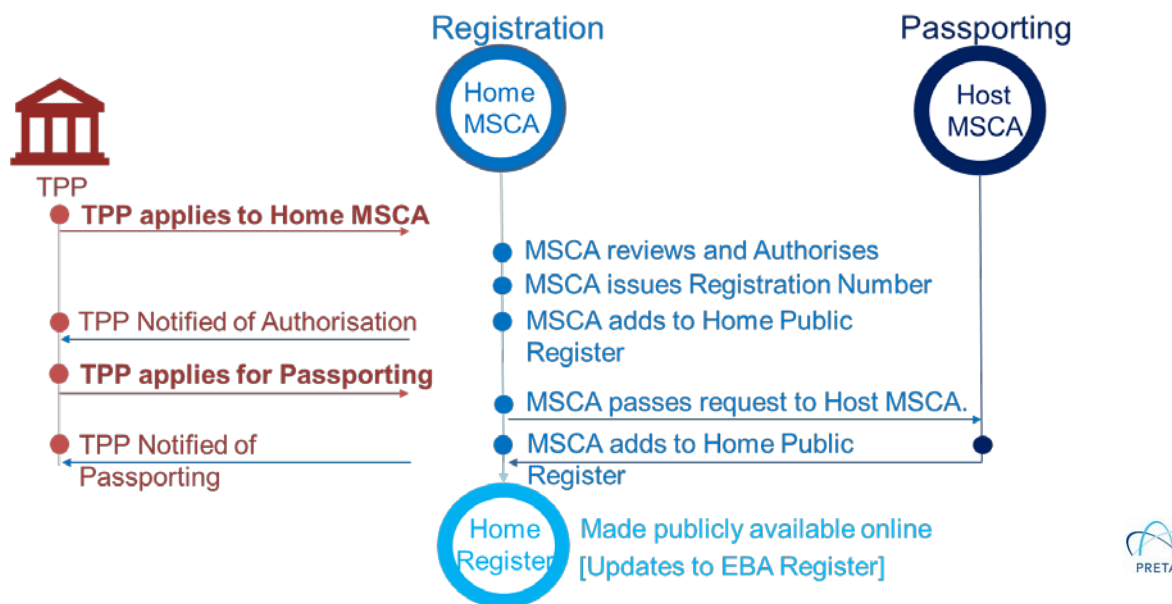 Registration
Passporting
Home
MSCA
Host
MSCA
TPP
TPP applies to Home MSCA
MSCA reviews and Authorises
MSCA issues Registration Number
TPP Notified of Authorisation
MSCA adds to Home Public
Register
TPP applies for Passporting
MSCA passes request to Host MSCA.
TPP Notified of
Passporting
MSCA adds to Home Public
Register
Home
Register
Made publicly available online
[Updates to EBA Register]
PRETA